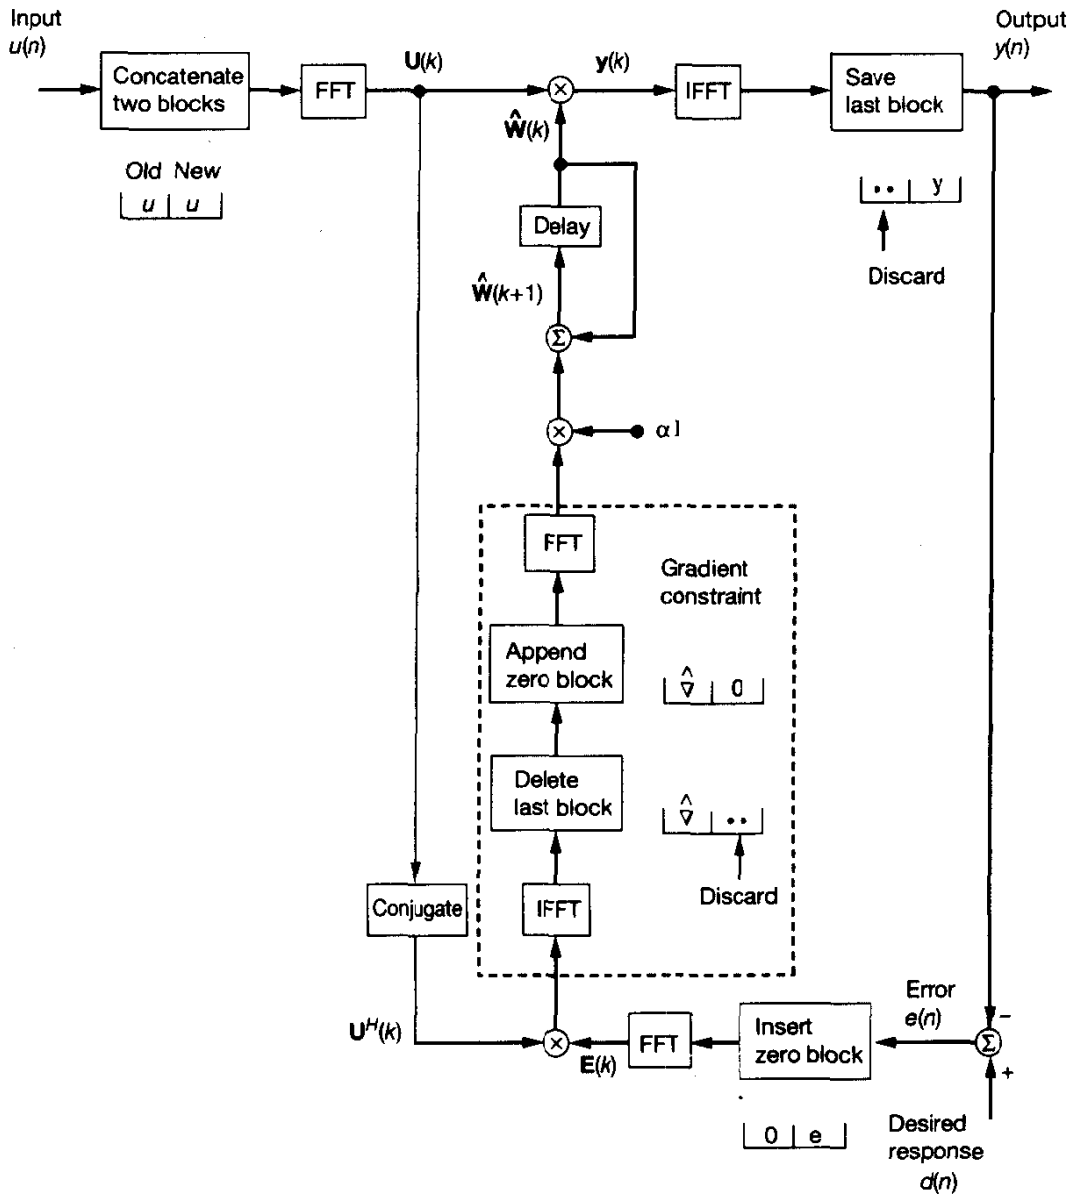 Input
u(n)
Output
y(n)
Concatenate
two blocks
FFT
U(k)
×
y(k)
IFFT
Save
last block
Ŵ(k)
Old New
u u
•• y
Discard
Delay
Ŵ(k+1)
Σ
×
αI
FFT
Gradient
constraint
Append
zero block
∇̂ 0
Delete
last block
∇̂ ••
Discard
Conjugate
IFFT
U^H(k)
×
E(k)
FFT
Insert
zero block
Error
e(n)
−
Σ
+
0 e
Desired
response
d(n)